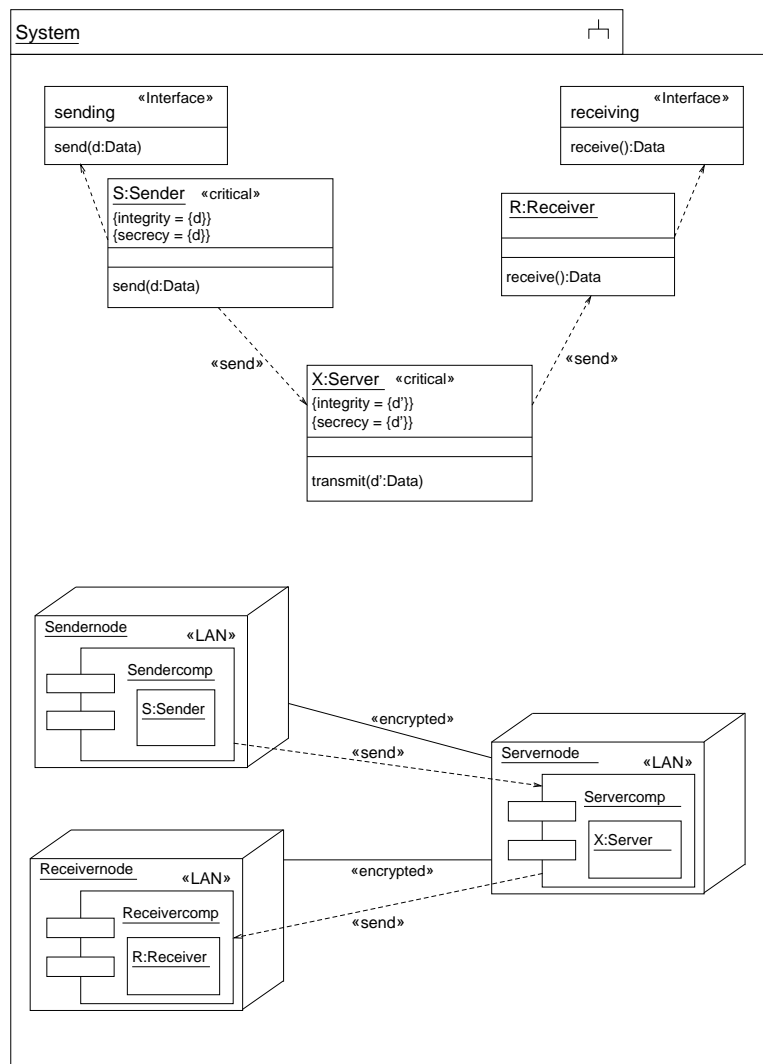 System
«Interface»
sending
send(d:Data)
«Interface»
receiving
receive():Data
S:Sender «critical»
{integrity = {d}}
{secrecy = {d}}
send(d:Data)
R:Receiver
receive():Data
«send»
«send»
X:Server «critical»
{integrity = {d'}}
{secrecy = {d'}}
transmit(d':Data)
Sendernode
«LAN»
Sendercomp
S:Sender
«encrypted»
«send»
Servernode
«LAN»
Servercomp
X:Server
Receivernode
«LAN»
Receivercomp
R:Receiver
«encrypted»
«send»